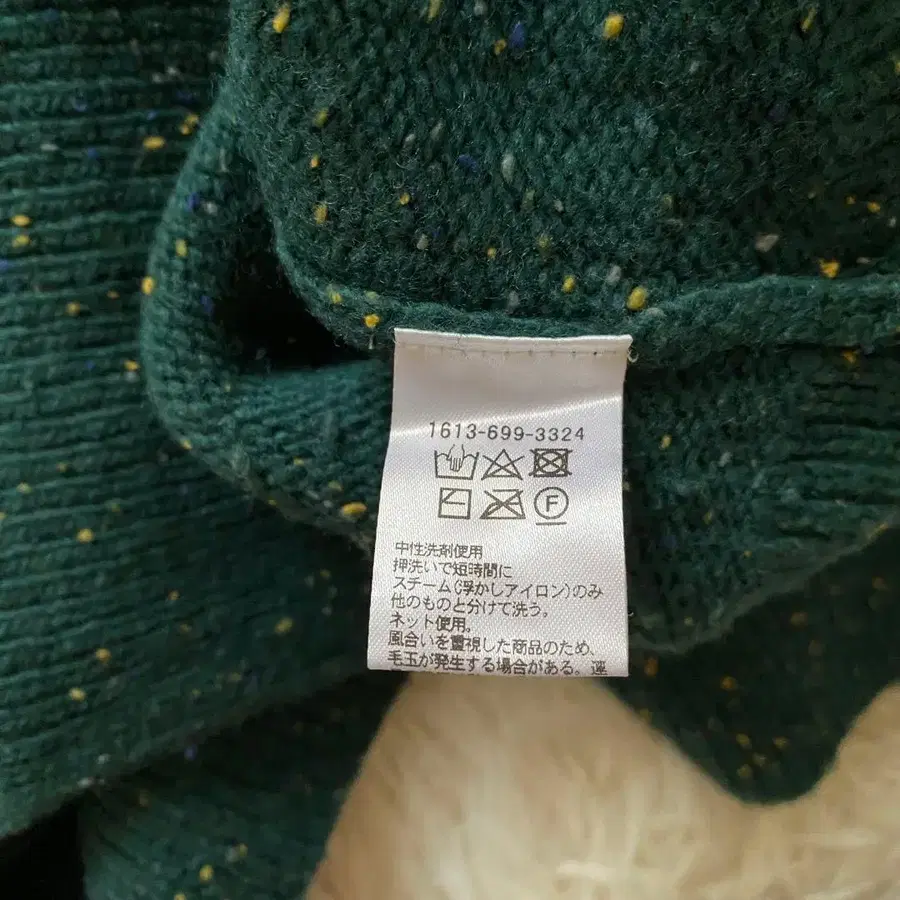 1613-699-3324
F
中性洗剤使用
押洗いで短時間に
スチーム(浮かしアイロン)のみ
他のものと分けて洗う。
ネット使用。
風合いを重視した商品のため、
毛玉が発生する場合がある。連